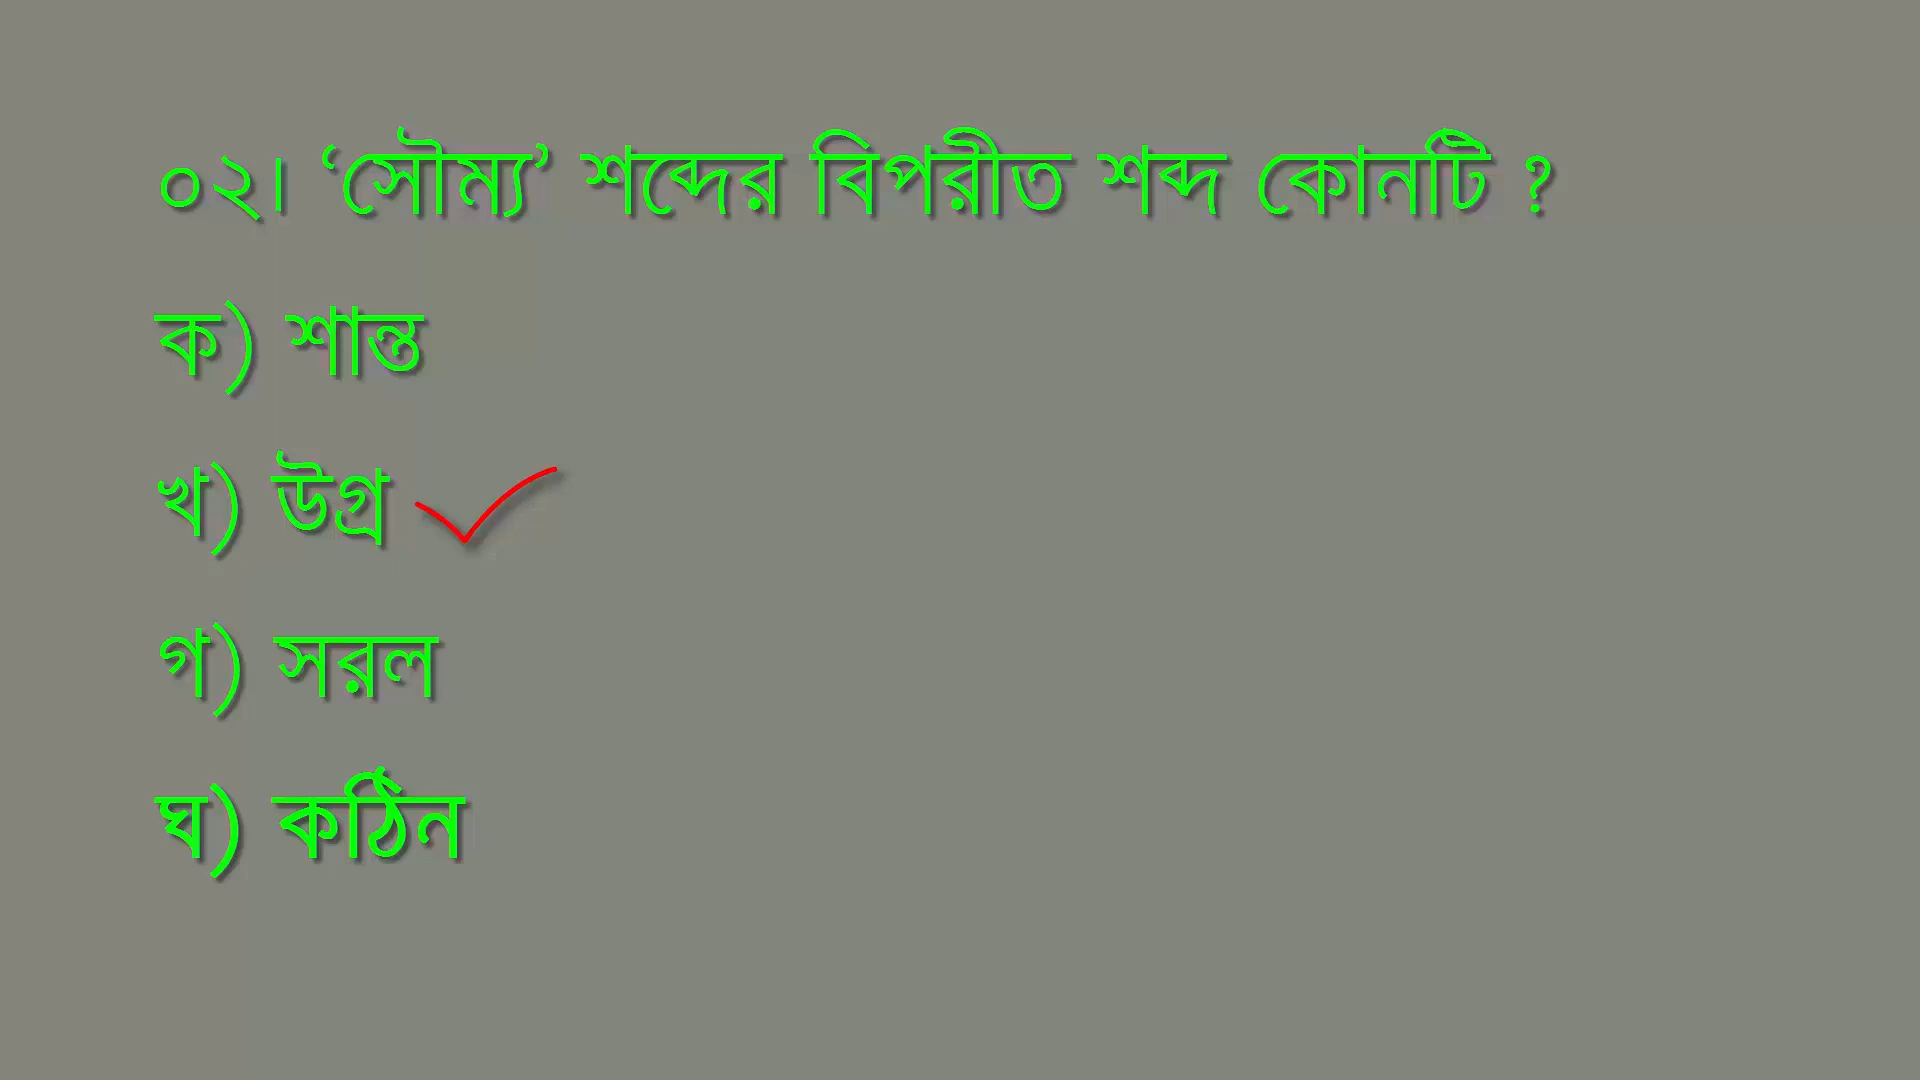 ০২। ‘সৌম্য’ শব্দের বিপরীত শব্দ কোনটি ?
ক) শান্ত
খ) উগ্র
গ) সরল
ঘ) কঠিন